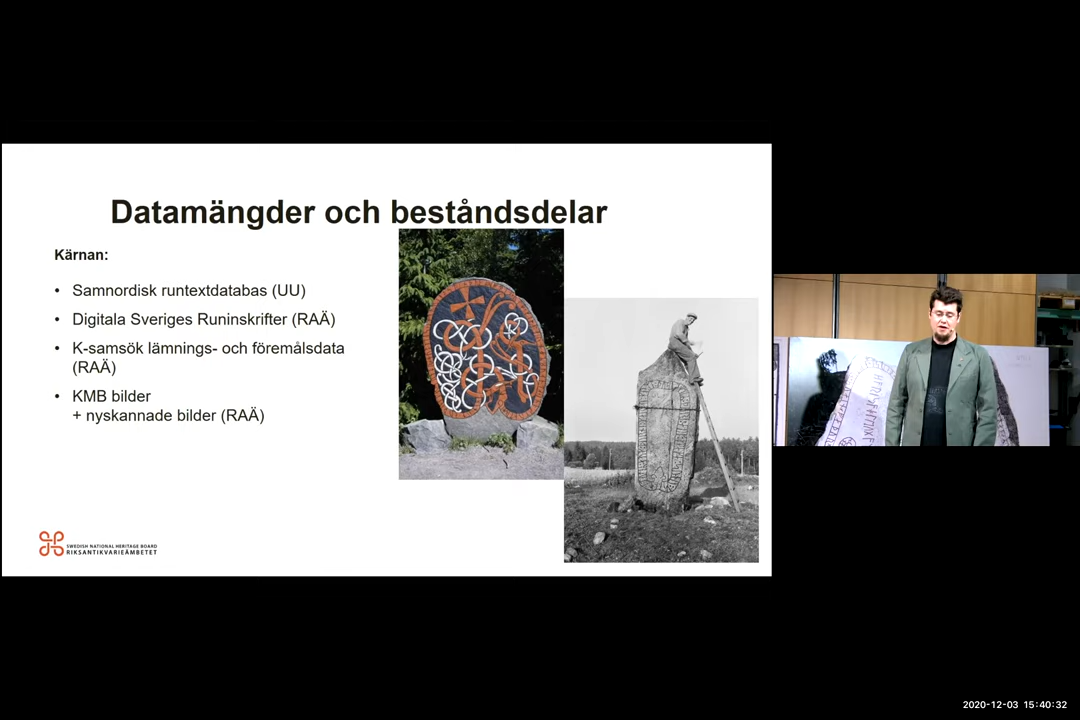 Datamängder och beståndsdelar
Kärnan:
• Samnordisk runtextdatabas (UU)
• Digitala Sveriges Runinskrifter (RAÄ)
• K-samsök lämnings- och föremålsdata
(RAÄ)
• KMB bilder
+ nyskannade bilder (RAÄ)
SWEDISH NATIONAL HERITAGE BOARD
RIKSANTIKVARIEÄMBETET
2020-12-03 15:40:32